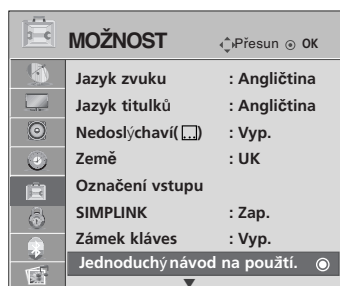 MOŽNOST Přesun OK
Jazyk zvuku : Angličtina
Jazyk titulků : Angličtina
Nedoslýchaví( ) : Vyp.
Země : UK
Označení vstupu
SIMPLINK : Zap.
Zámek kláves : Vyp.
Jednoduchý návod na použtí.